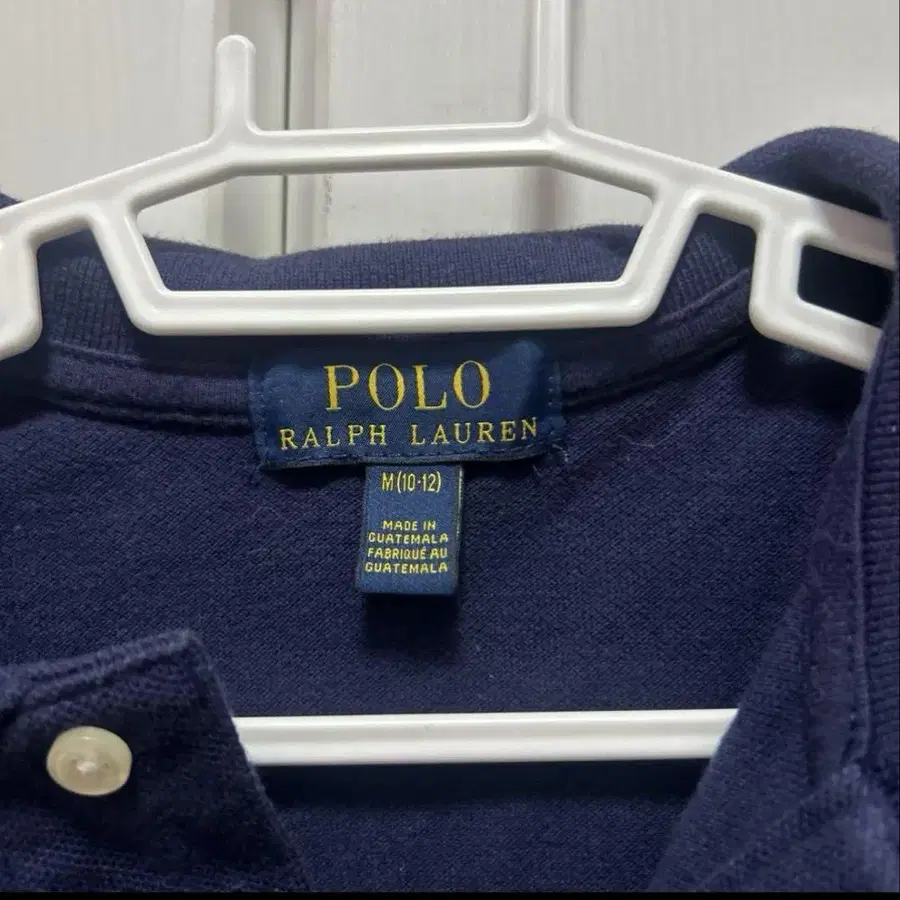 POLO
RALPH LAUREN
M(10-12)
MADE IN
GUATEMALA
FABRIQUÉ AU
GUATEMALA